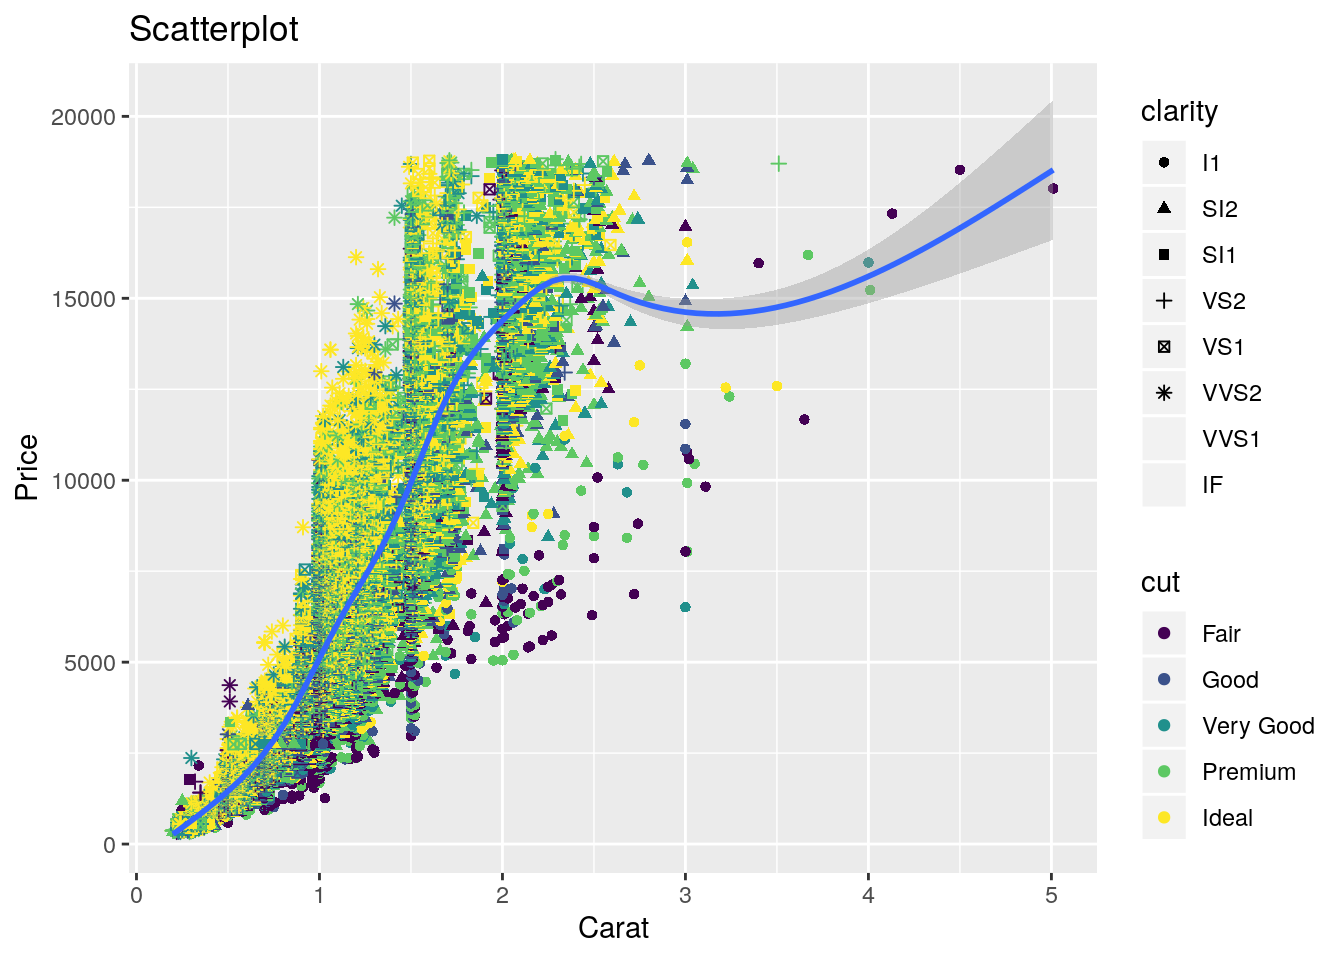 Scatterplot
Price
20000
15000
10000
5000
0
0 1 2 3 4 5
Carat
clarity
I1
SI2
SI1
VS2
VS1
VVS2
VVS1
IF
cut
Fair
Good
Very Good
Premium
Ideal